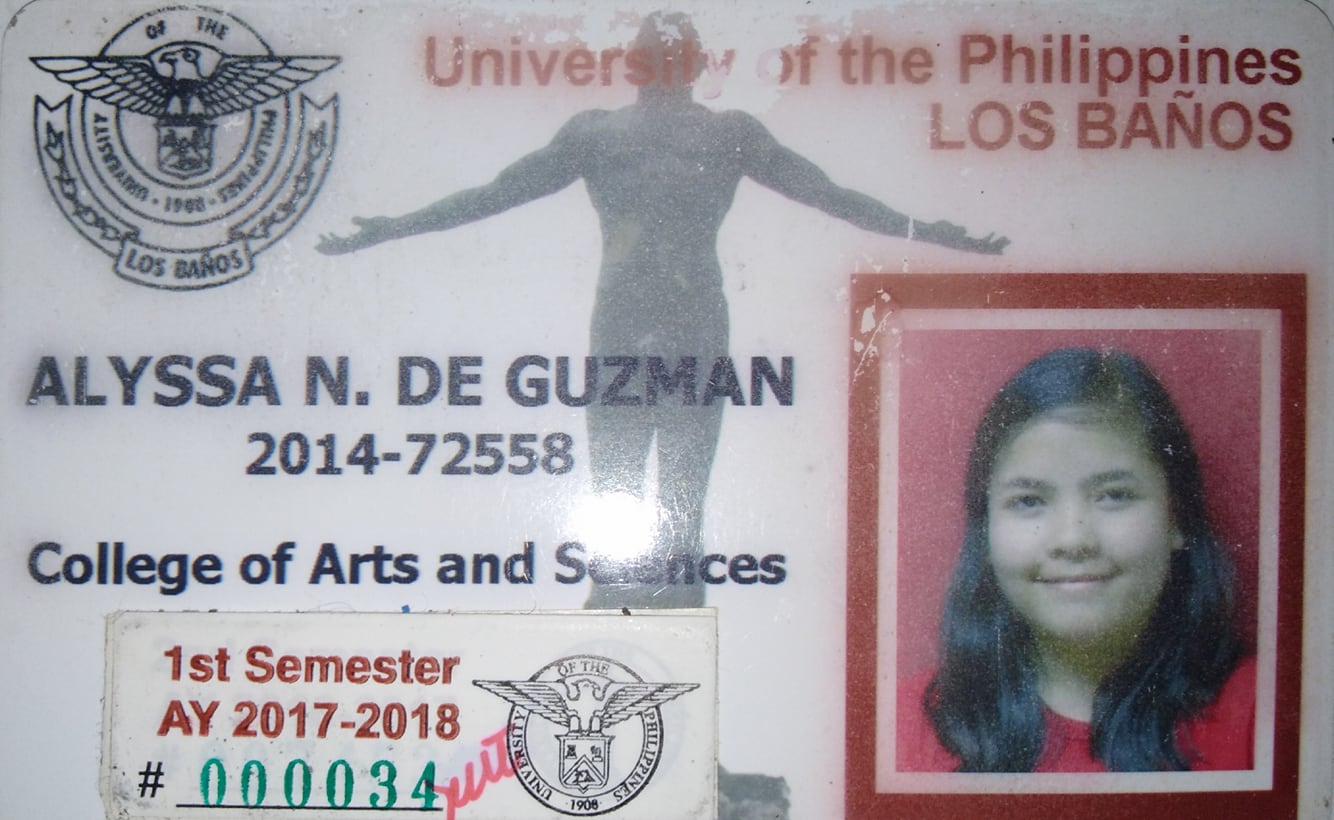 University of the Philippines
LOS BAÑOS
UNIVERSITY OF THE PHILIPPINES
1908
LOS BAÑOS
ALYSSA N. DE GUZMAN
2014-72558
College of Arts and Sciences
1st Semester
AY 2017-2018
# 000034
UNIVERSITY OF THE PHILIPPINES
1908